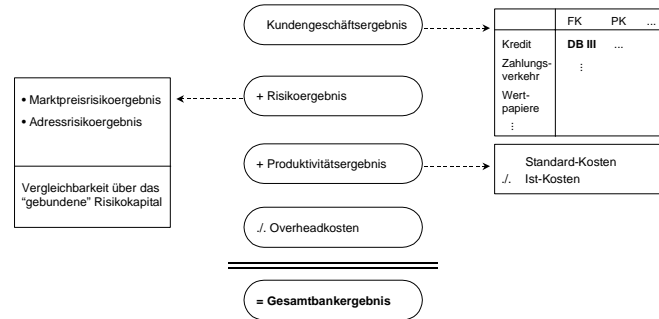 Kundengeschäftsergebnis
FK PK ...
Kredit DB III ...
Zahlungs-
verkehr ⋮
Wert-
papiere
⋮
• Marktpreisrisikoergebnis
• Adressrisikoergebnis
Vergleichbarkeit über das
"gebundene" Risikokapital
+ Risikoergebnis
+ Produktivitätsergebnis
Standard-Kosten
./. Ist-Kosten
./. Overheadkosten
= Gesamtbankergebnis